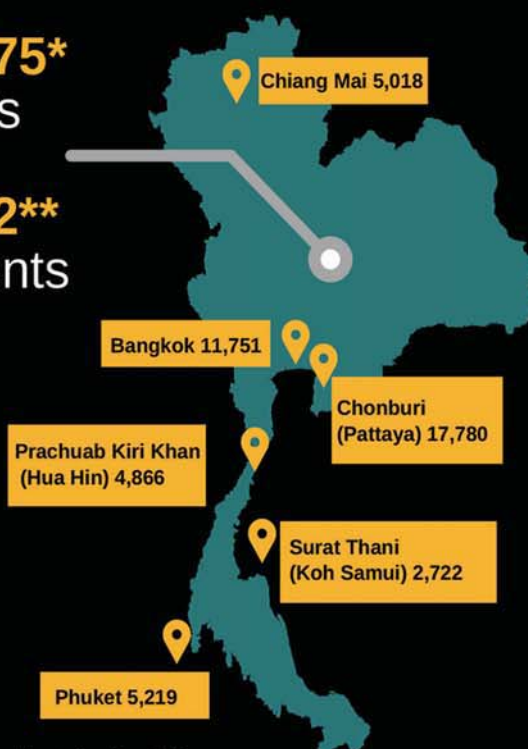 75*
s
2**
nts
Chiang Mai 5,018
Bangkok 11,751
Chonburi
(Pattaya) 17,780
Prachuab Kiri Khan
(Hua Hin) 4,866
Surat Thani
(Koh Samui) 2,722
Phuket 5,219